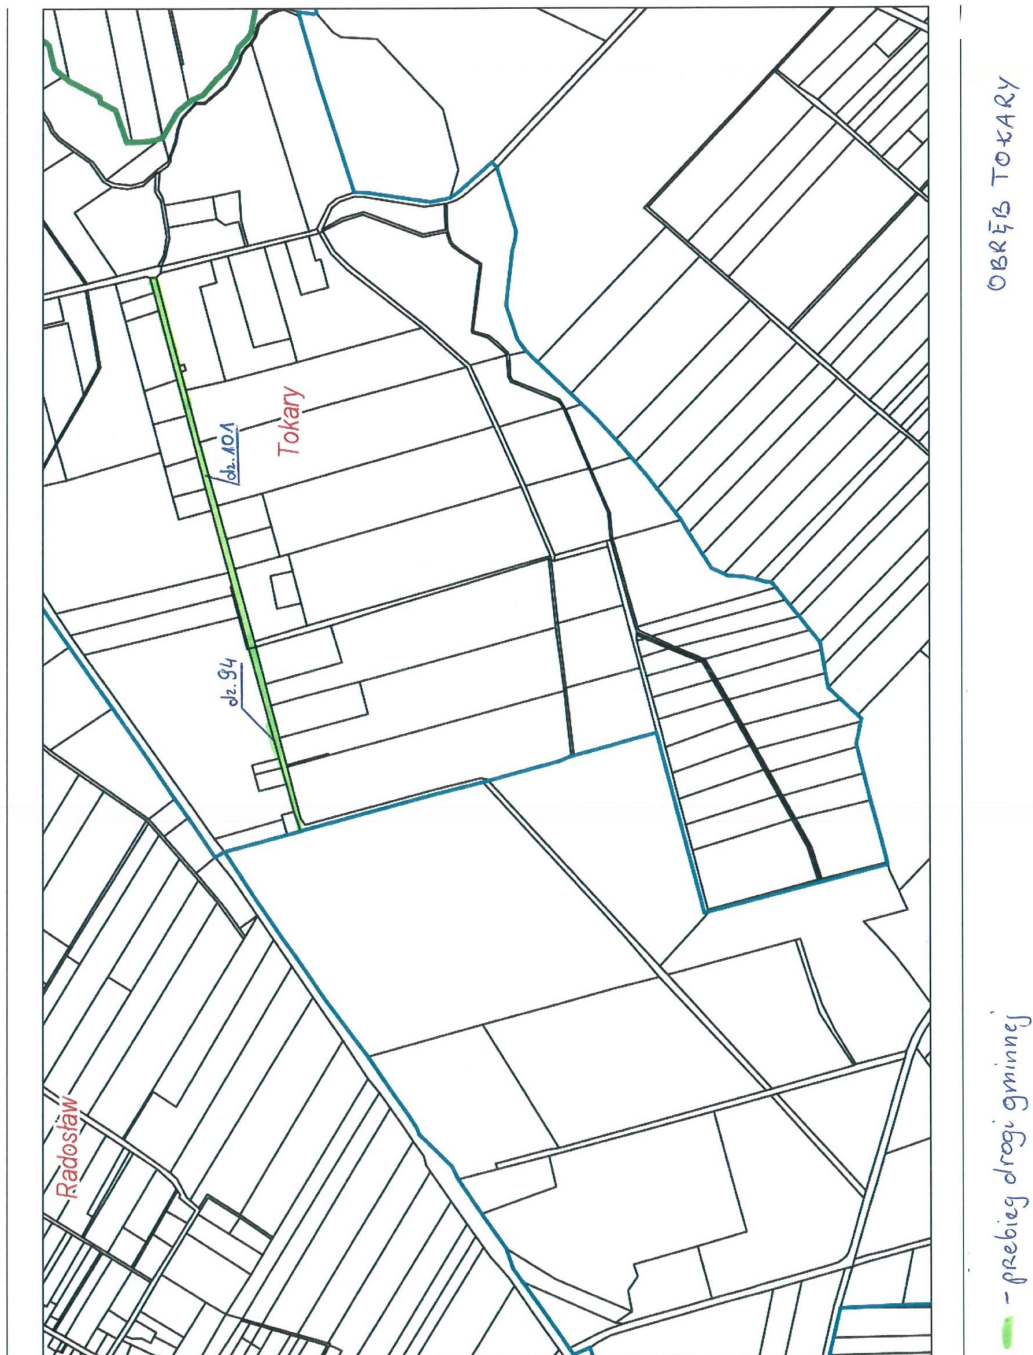 OBRĘB TOKARY
Tokary
dz. 101
dz. 94
Radosław
- przebieg drogi gminnej